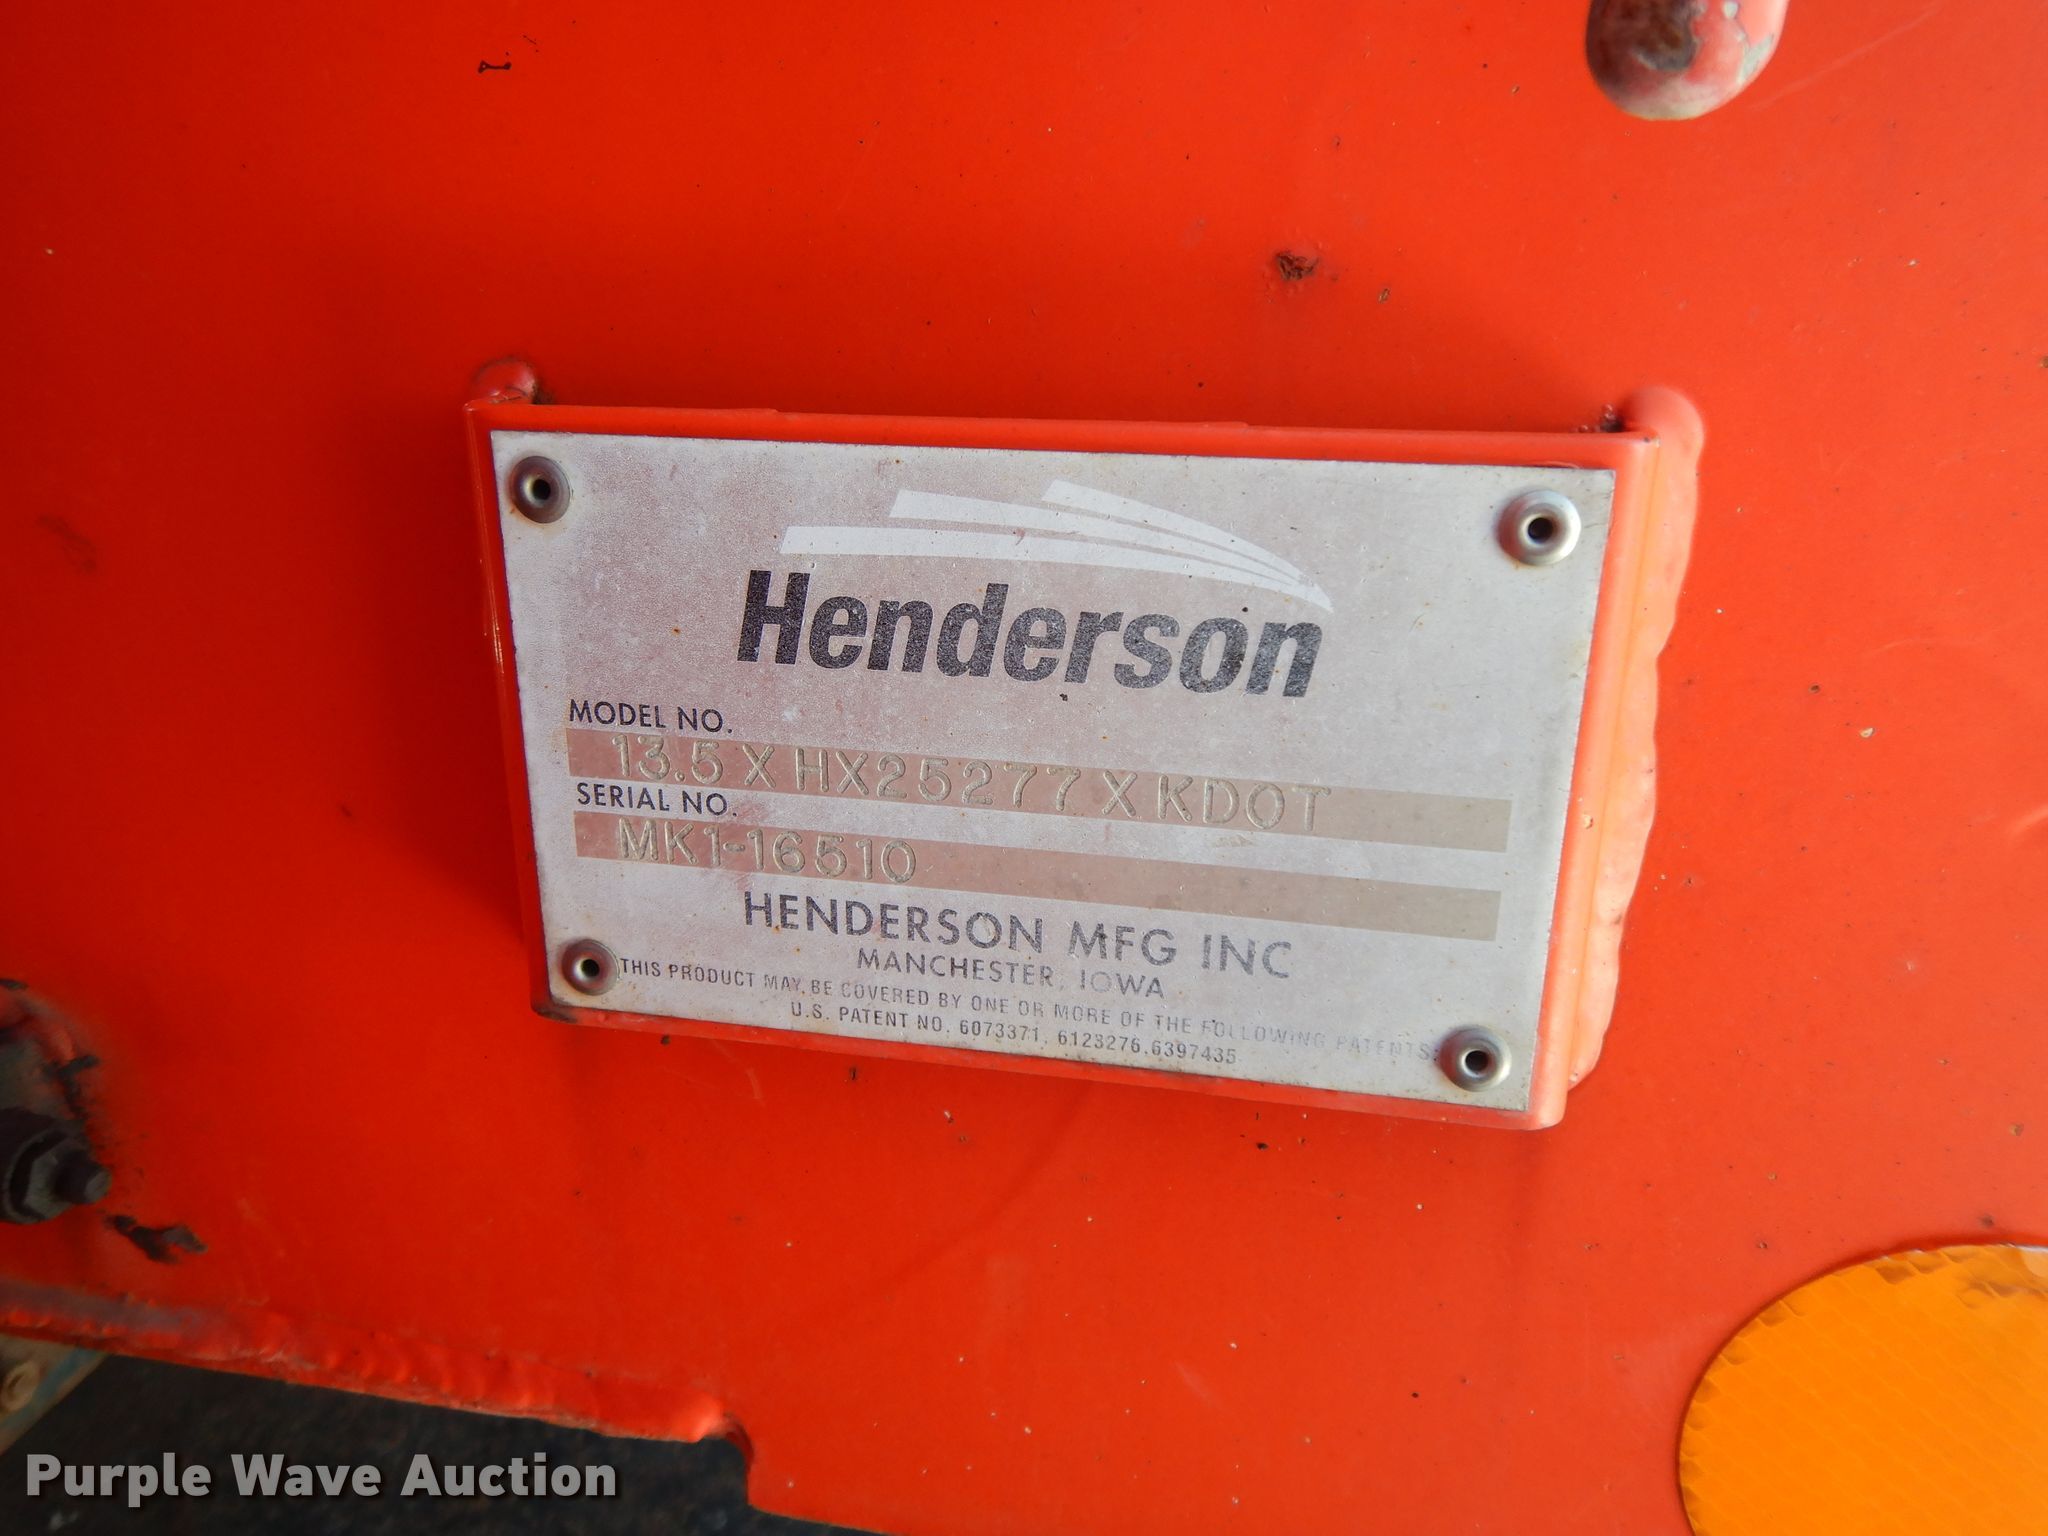 Henderson
MODEL NO.
13.5 X HX25277 X KDOT
SERIAL NO.
MK1-16510
HENDERSON MFG INC
MANCHESTER, IOWA
THIS PRODUCT MAY BE COVERED BY ONE OR MORE OF THE FOLLOWING PATENTS:
U.S. PATENT NO. 6073371, 6123276,6397435
Purple Wave Auction